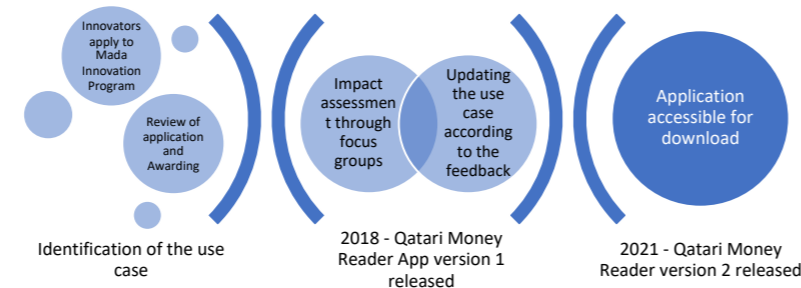 Innovators
apply to
Mada
Innovation
Program
Review of
application
and
Awarding
Identification of the use
case
Impact
assessmen
t through
focus
groups
Updating
the use
case
according
to the
feedback
2018 - Qatari Money
Reader App version 1
released
Application
accessible for
download
2021 - Qatari Money
Reader version 2 released